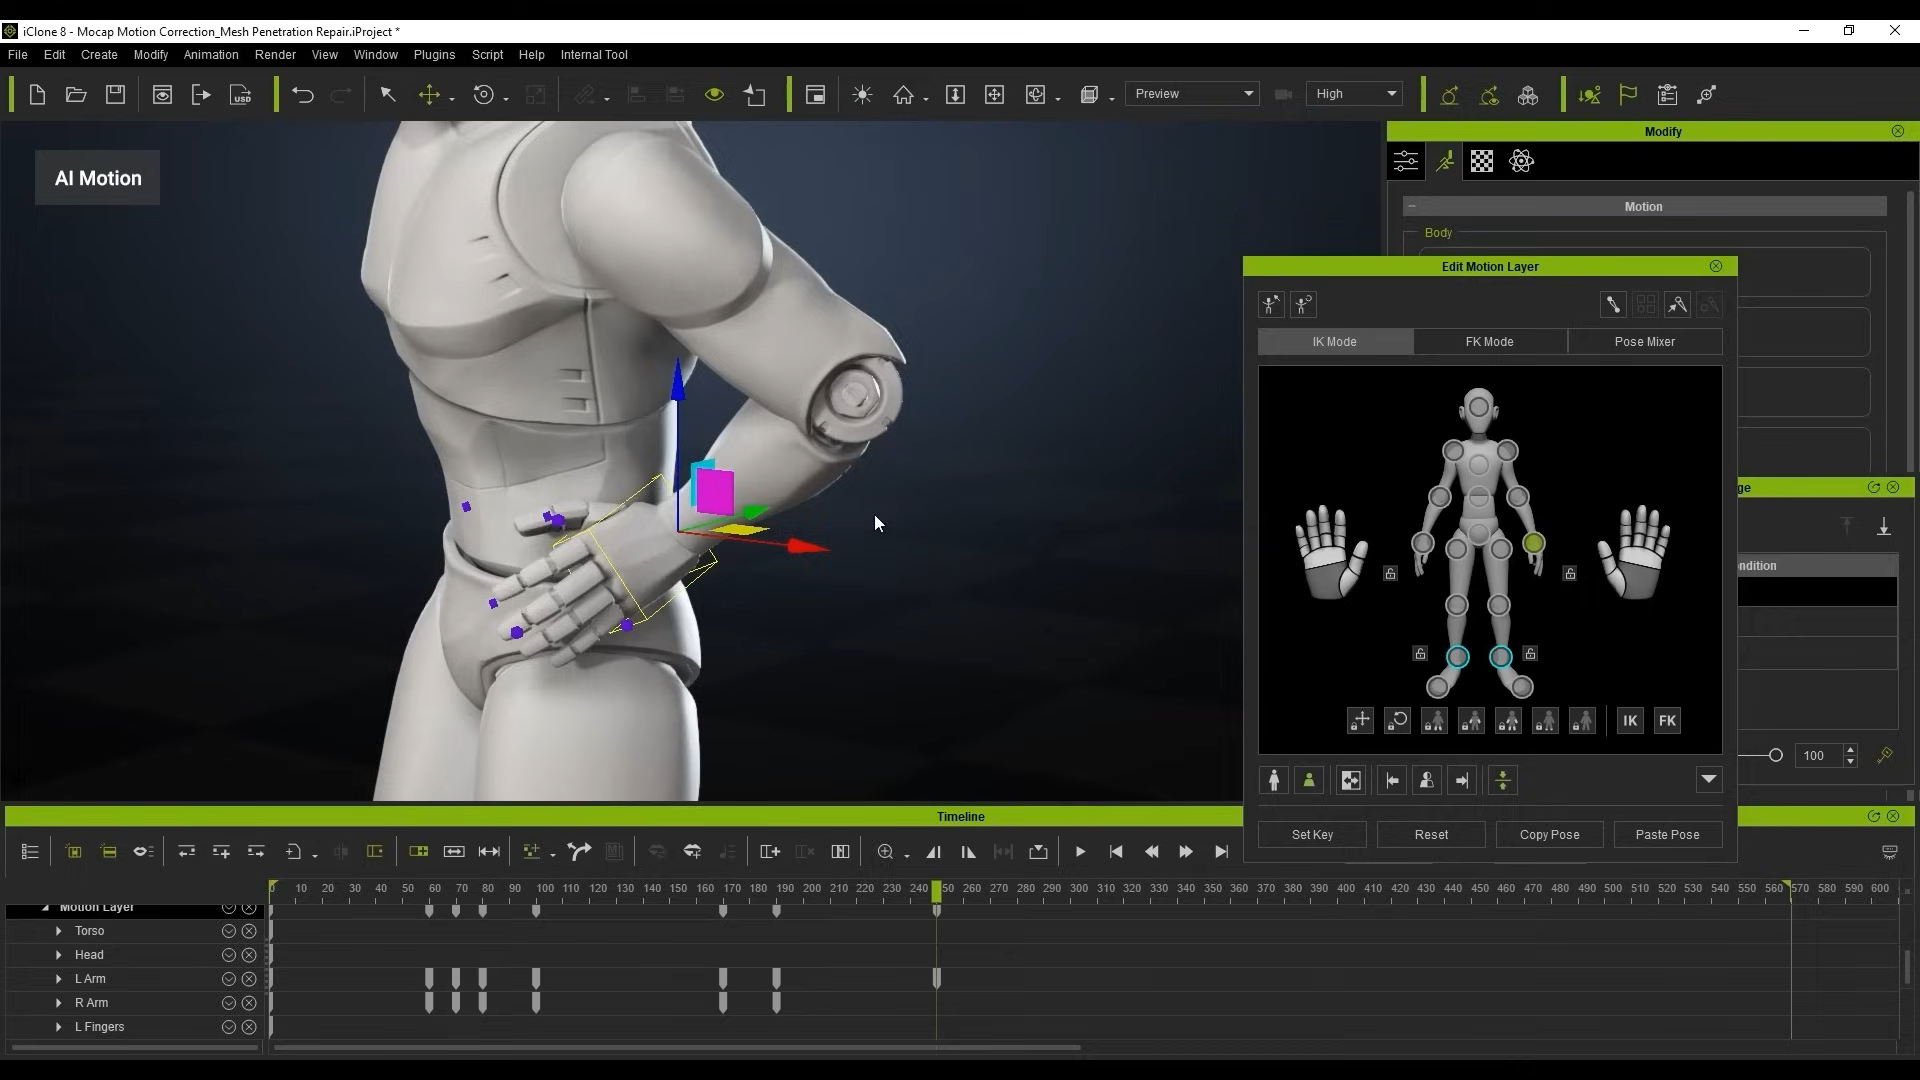 iClone 8 - Mocap Motion Correction_Mesh Penetration Repair.iProject *
File Edit Create Modify Animation Render View Window Plugins Script Help Internal Tool
USD Preview High
Modify
AI Motion
Motion
Body
Edit Motion Layer
IK Mode FK Mode Pose Mixer
ge
ondition
IK FK
100
Set Key Reset Copy Pose Paste Pose
Timeline
0 10 20 30 40 50 60 70 80 90 100 110 120 130 140 150 160 170 180 190 200 210 220 230 240 50 260 270 280 290 300 310 320 330 340 350 360 370 380 390 400 410 420 430 440 450 460 470 480 490 500 510 520 530 540 550 560 570 580 590 600
Motion Layer
Torso
Head
L Arm
R Arm
L Fingers